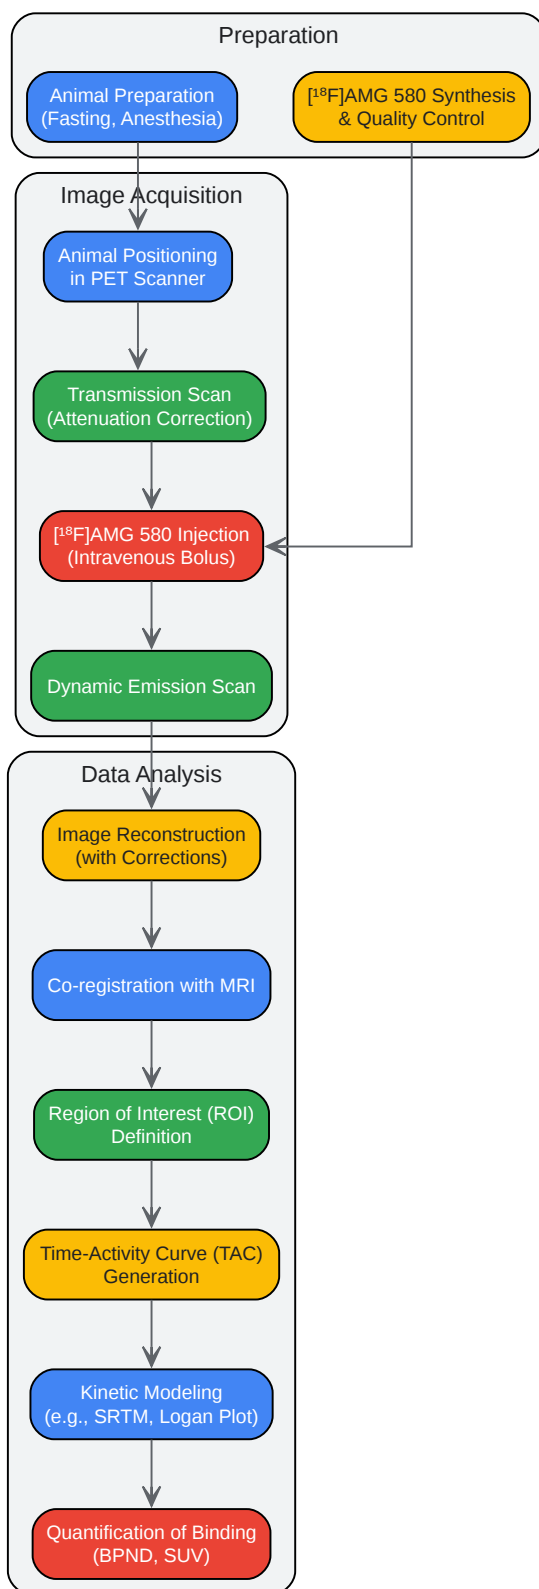 Preparation
Animal Preparation
(Fasting, Anesthesia)
[¹⁸F]AMG 580 Synthesis
& Quality Control
Image Acquisition
Animal Positioning
in PET Scanner
Transmission Scan
(Attenuation Correction)
[¹⁸F]AMG 580 Injection
(Intravenous Bolus)
Dynamic Emission Scan
Data Analysis
Image Reconstruction
(with Corrections)
Co-registration with MRI
Region of Interest (ROI)
Definition
Time-Activity Curve (TAC)
Generation
Kinetic Modeling
(e.g., SRTM, Logan Plot)
Quantification of Binding
(BPND, SUV)